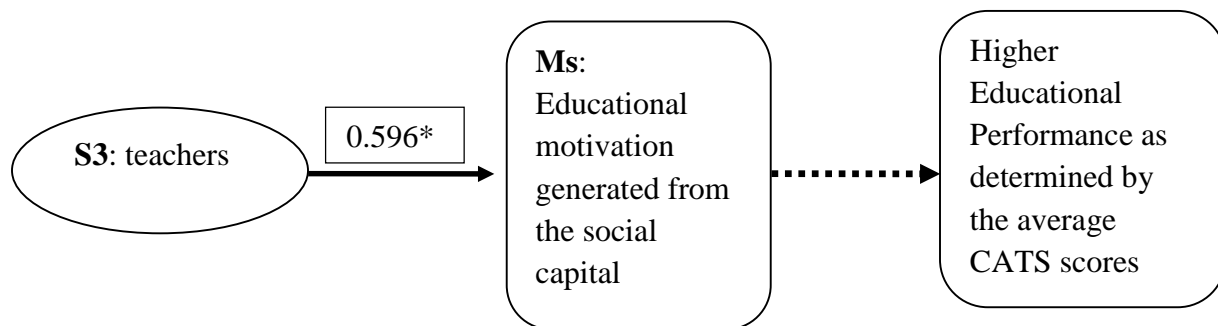 S3: teachers
0.596*
Ms:
Educational
motivation
generated from
the social
capital
Higher
Educational
Performance as
determined by
the average
CATS scores